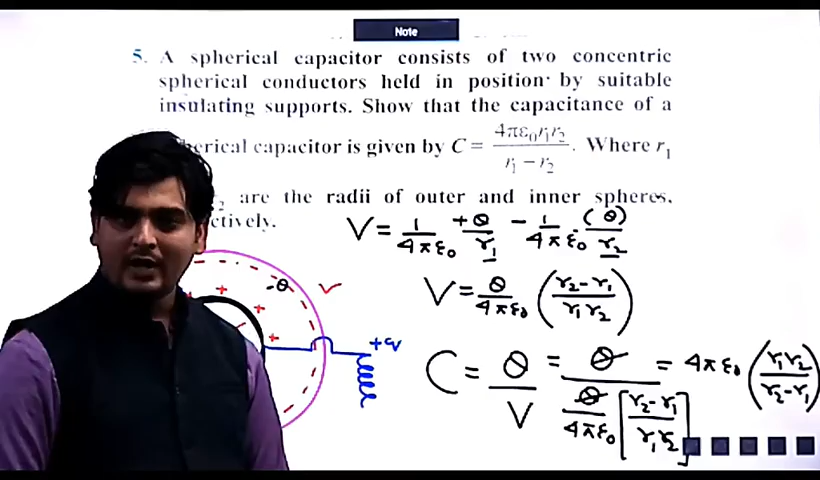 Note
5. A spherical capacitor consists of two concentric
spherical conductors held in position by suitable
insulating supports. Show that the capacitance of a
herical capacitor is given by C = 4πε₀r₁r₂ / r₁ − r₂. Where r₁
₂ are the radii of outer and inner spheres,
ctively.
V = 1/4πε₀ +Q/r₁ − 1/4πε₀ (Q)/r₂
-Q
V = Q/4πε₀ (r₂-r₁ / r₁r₂)
C = Q/V = Q / Q/4πε₀ [r₂-r₁ / r₁r₂] = 4πε₀ (r₁r₂ / r₂-r₁)